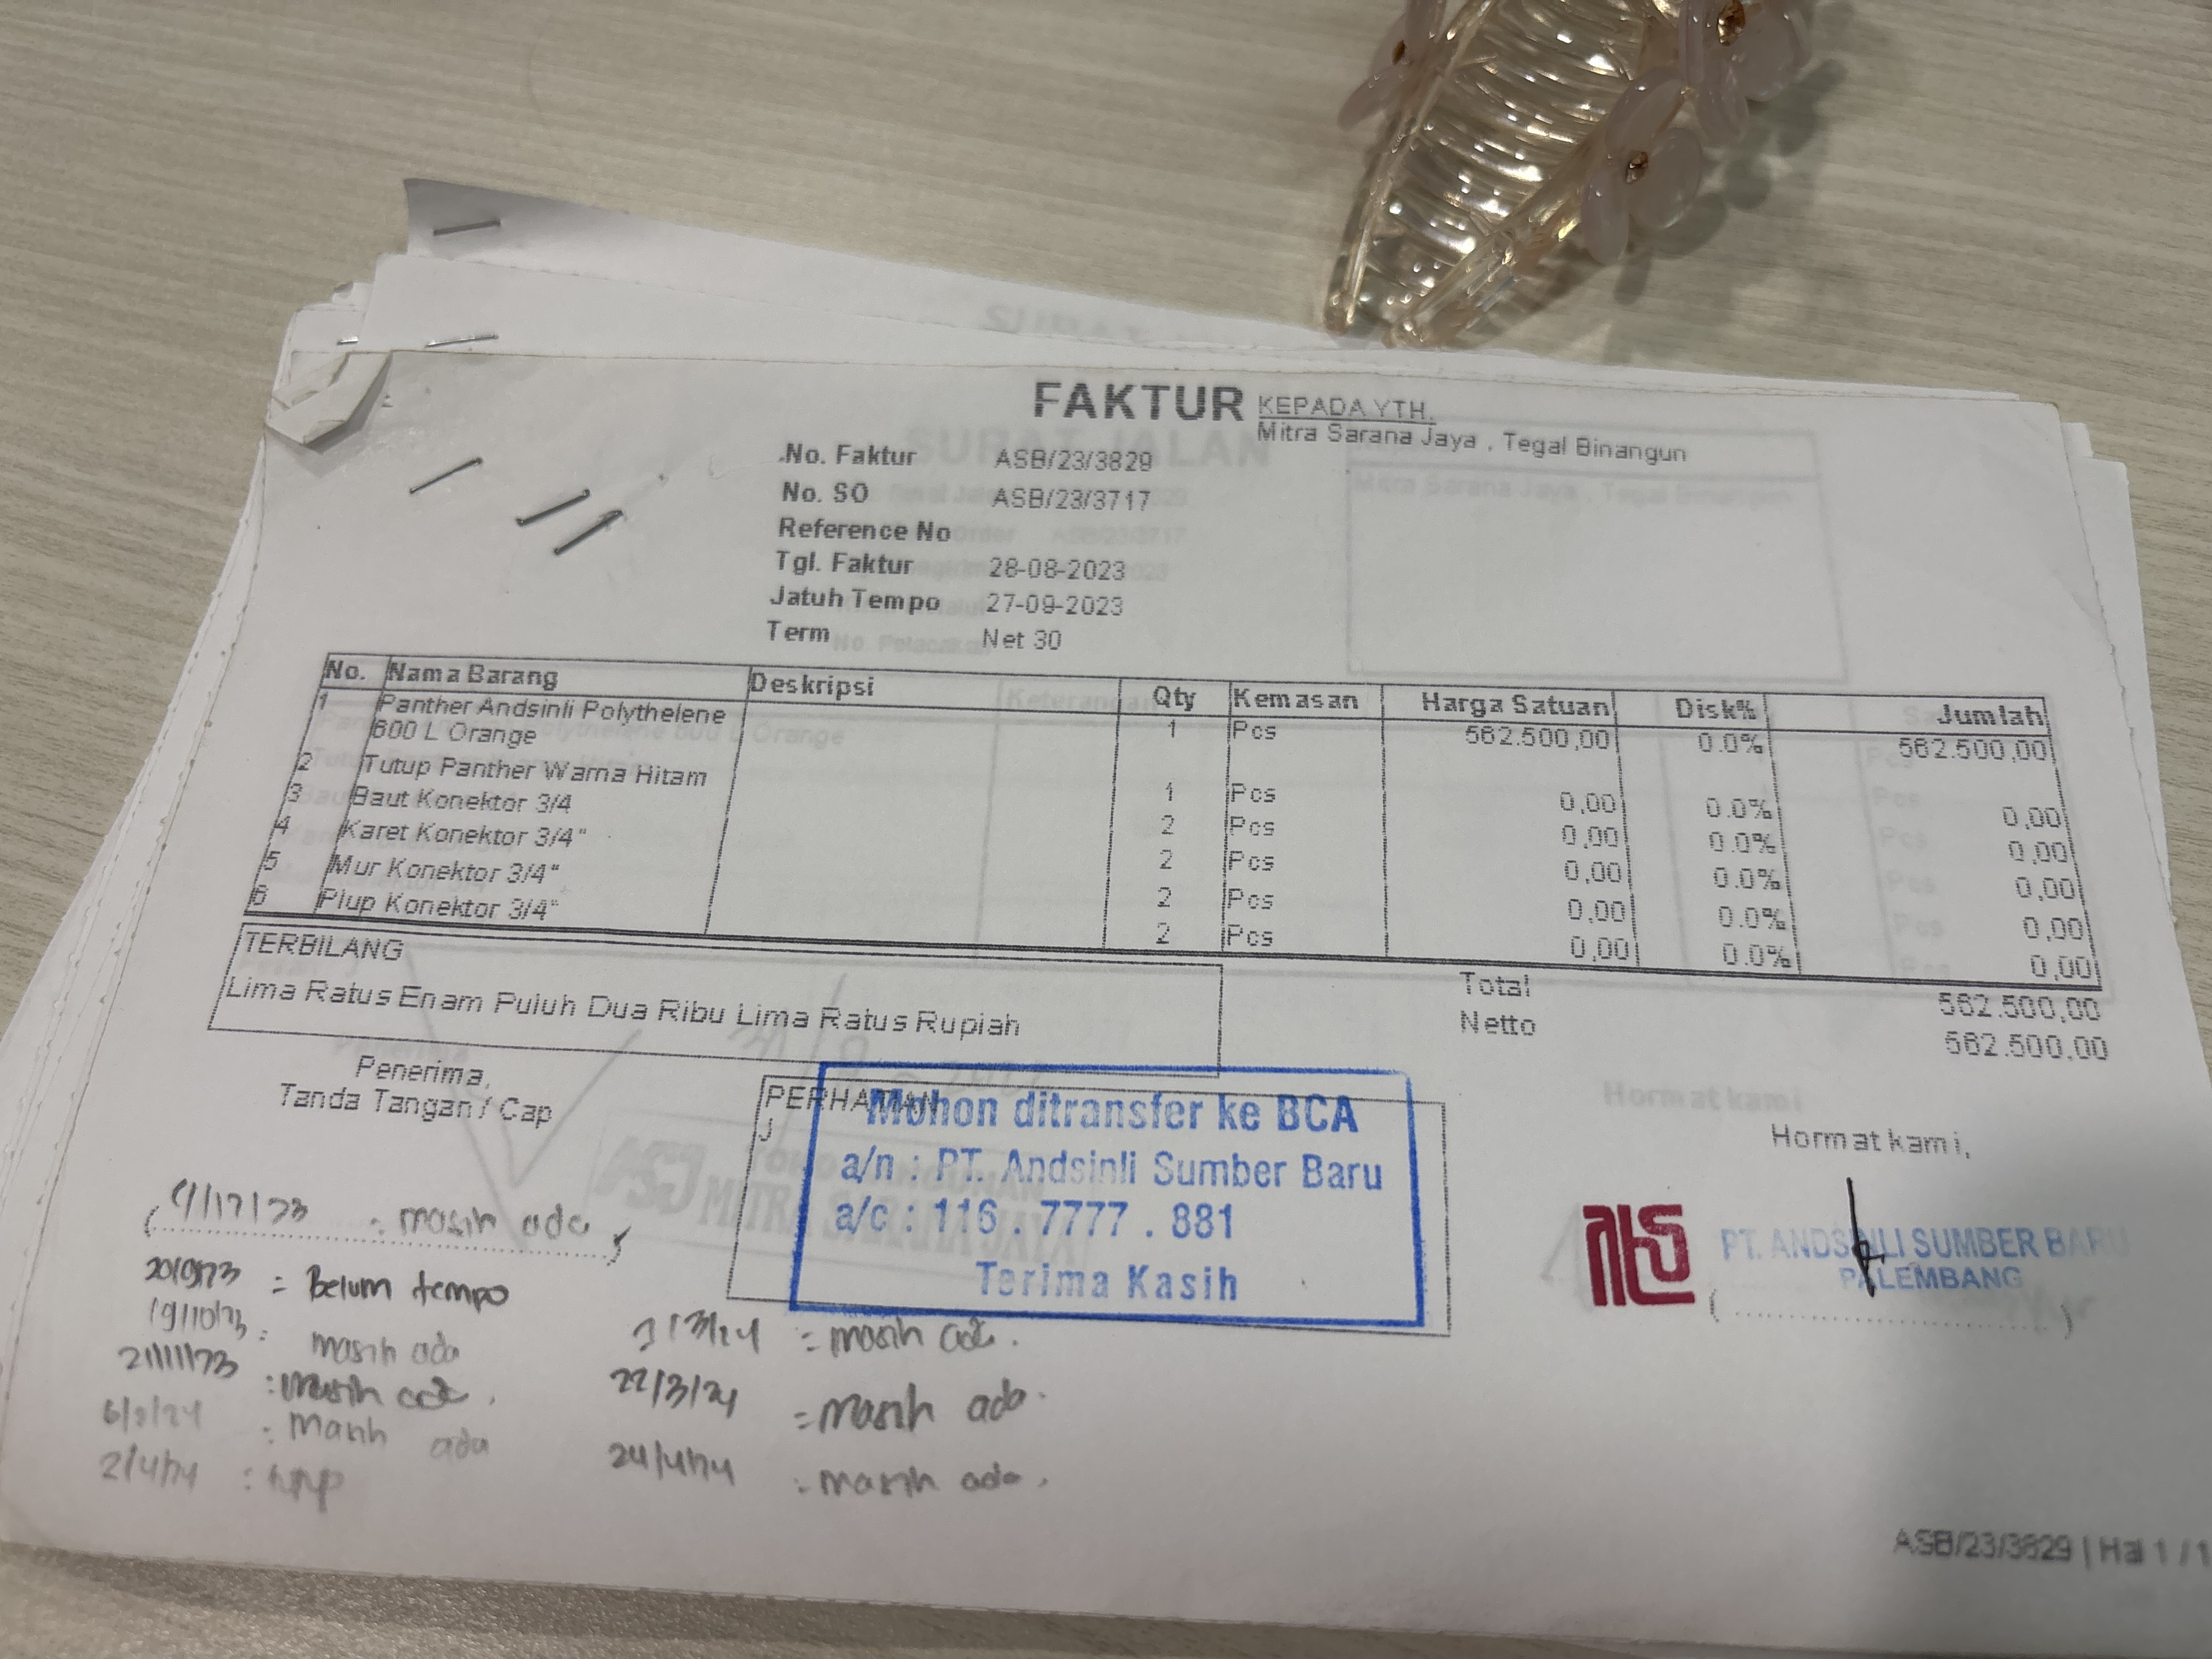 FAKTUR
KEPADA YTH.
Mitra Sarana Jaya , Tegal Binangun
No. Faktur ASB/23/3829
No. SO ASB/23/3717
Reference No
Tgl. Faktur 28-08-2023
Jatuh Tempo 27-09-2023
Term Net 30
No. Nama Barang Deskripsi Qty Kemasan Harga Satuan Disk% Jumlah
1 Panther Andsinli Polythelene 1 Pcs 562.500,00 0.0% 562.500,00
600 L Orange
2 Tutup Panther Warna Hitam 1 Pcs 0,00 0.0% 0,00
3 Baut Konektor 3/4 2 Pcs 0,00 0.0% 0,00
4 Karet Konektor 3/4" 2 Pcs 0,00 0.0% 0,00
5 Mur Konektor 3/4" 2 Pcs 0,00 0.0% 0,00
6 Plup Konektor 3/4" 2 Pcs 0,00 0.0% 0,00
TERBILANG
Lima Ratus Enam Puluh Dua Ribu Lima Ratus Rupiah
Total 562.500,00
Netto 562.500,00
Penerima,
Tanda Tangan / Cap
PERHATIAN
Mohon ditransfer ke BCA
a/n : PT. Andsinli Sumber Baru
a/c : 116 . 7777 . 881
Terima Kasih
Hormat kami,
PT. ANDSINLI SUMBER BARU
PALEMBANG
: masih ada
20/9/23 = Belum tempo
19/10/23 : masih ada
21/11/23 : masih ada.
: Masih ada
2/4/24 :
= masih ada.
22/3/24 = masih ada.
24/4/24 : masih ada.
ASB/23/3829 | Hal 1 / 1